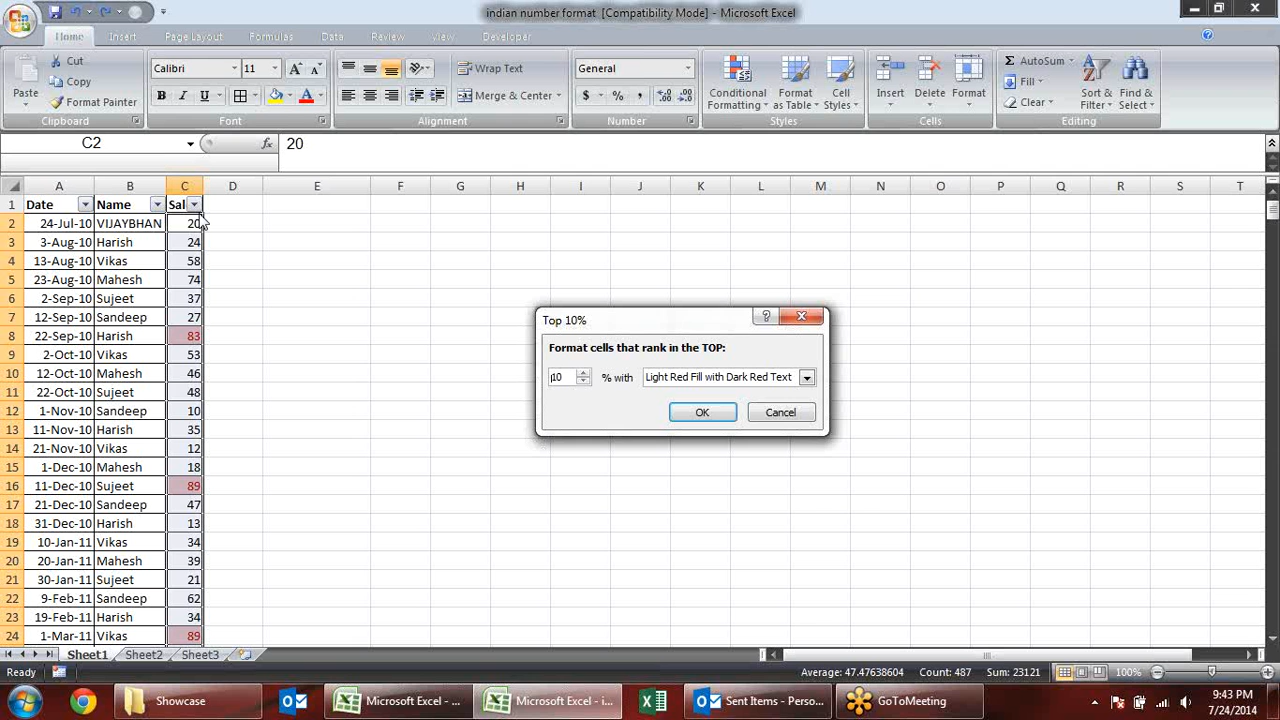 indian number format [Compatibility Mode] - Microsoft Excel
Home Insert Page Layout Formulas Data Review View Developer
Paste
Cut
Copy
Format Painter
Clipboard
Calibri 11
B I U
Font
Wrap Text
Merge & Center
Alignment
General
$ % ,
Number
Conditional Formatting
Format as Table
Cell Styles
Styles
Insert
Delete
Format
Cells
AutoSum
Fill
Clear
Sort & Filter
Find & Select
Editing
C2 fx 20
A B C D E F G H I J K L M N O P Q R S T
1 Date Name Sal
2 24-Jul-10 VIJAYBHAN 20
3 3-Aug-10 Harish 24
4 13-Aug-10 Vikas 58
5 23-Aug-10 Mahesh 74
6 2-Sep-10 Sujeet 37
7 12-Sep-10 Sandeep 27
8 22-Sep-10 Harish 83
9 2-Oct-10 Vikas 53
10 12-Oct-10 Mahesh 46
11 22-Oct-10 Sujeet 48
12 1-Nov-10 Sandeep 10
13 11-Nov-10 Harish 35
14 21-Nov-10 Vikas 12
15 1-Dec-10 Mahesh 18
16 11-Dec-10 Sujeet 89
17 21-Dec-10 Sandeep 47
18 31-Dec-10 Harish 13
19 10-Jan-11 Vikas 34
20 20-Jan-11 Mahesh 39
21 30-Jan-11 Sujeet 21
22 9-Feb-11 Sandeep 62
23 19-Feb-11 Harish 34
24 1-Mar-11 Vikas 89
Top 10%
Format cells that rank in the TOP:
10 % with Light Red Fill with Dark Red Text
OK Cancel
Sheet1 Sheet2 Sheet3
Ready Average: 47.47638604 Count: 487 Sum: 23121 100%
Showcase Microsoft Excel - ... Microsoft Excel - i... Sent Items - Perso... GoToMeeting
9:43 PM
7/24/2014